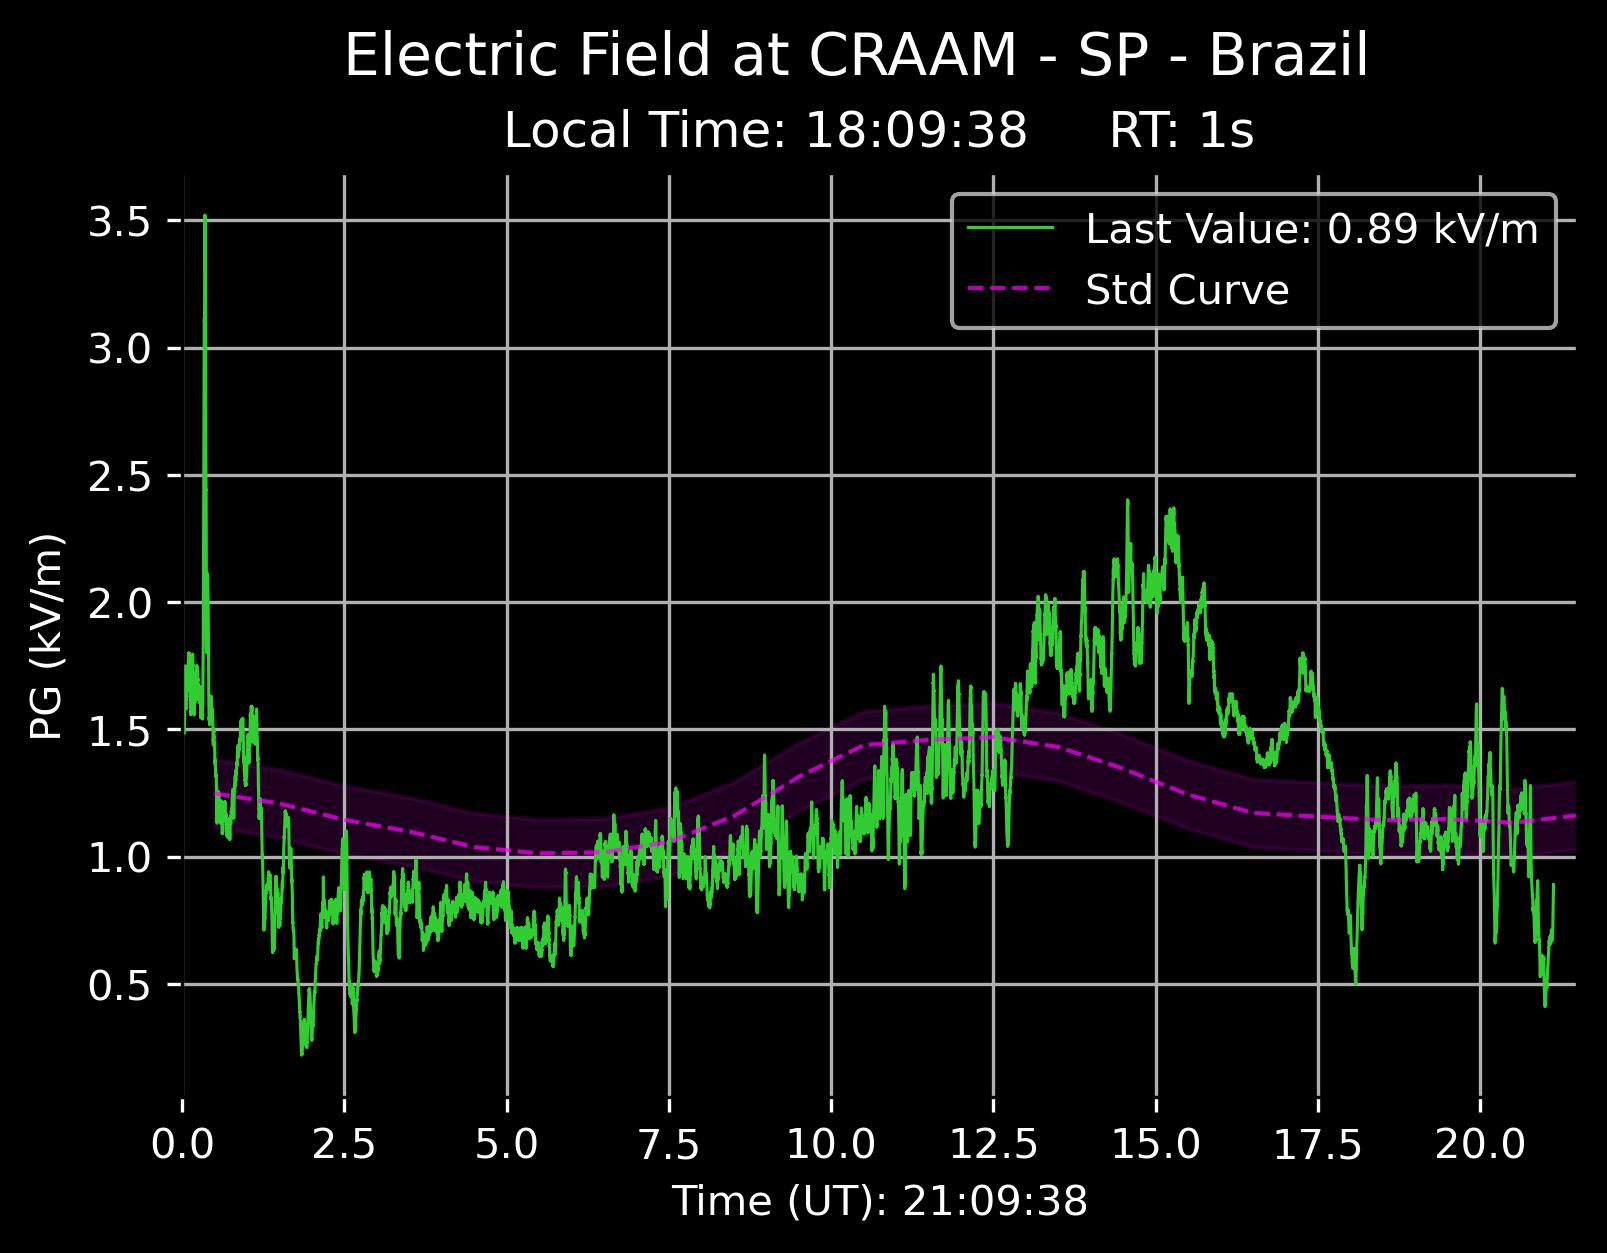 Electric Field at CRAAM - SP - Brazil
Local Time: 18:09:38 RT: 1s
Last Value: 0.89 kV/m
Std Curve
PG (kV/m)
3.5
3.0
2.5
2.0
1.5
1.0
0.5
0.0 2.5 5.0 7.5 10.0 12.5 15.0 17.5 20.0
Time (UT): 21:09:38